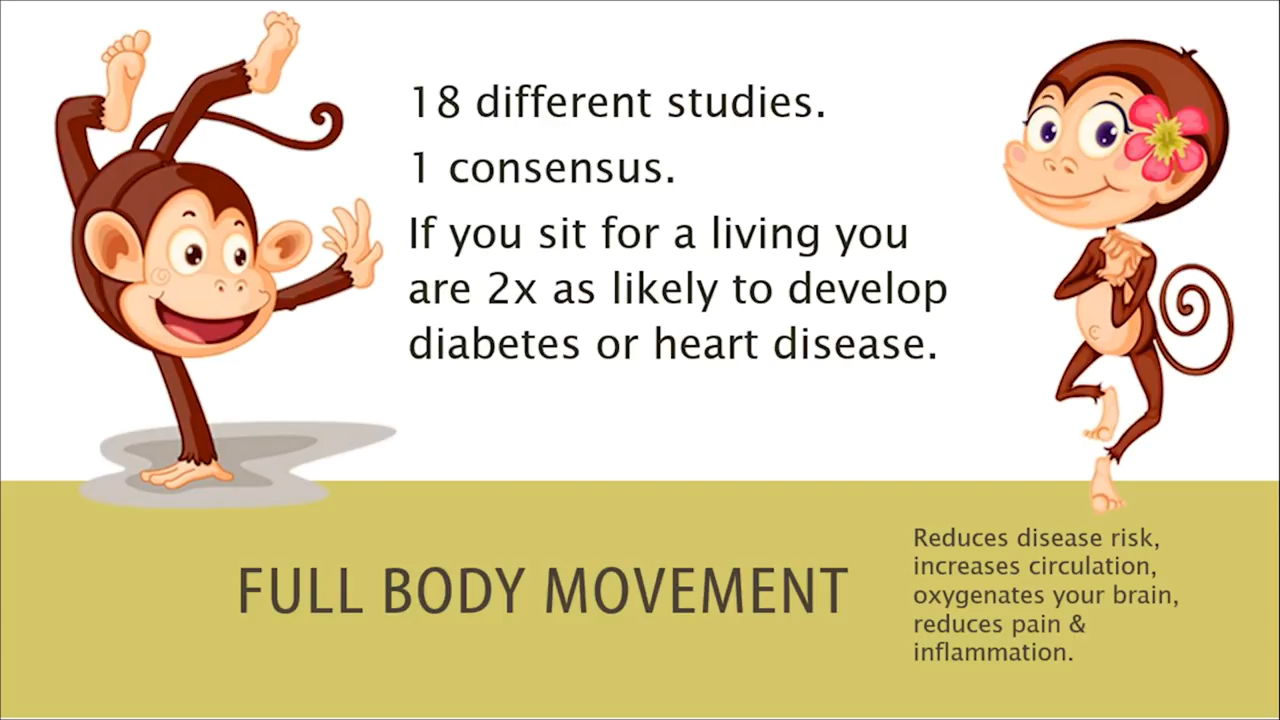 18 different studies.
1 consensus.
If you sit for a living you
are 2x as likely to develop
diabetes or heart disease.
FULL BODY MOVEMENT
Reduces disease risk,
increases circulation,
oxygenates your brain,
reduces pain &
inflammation.